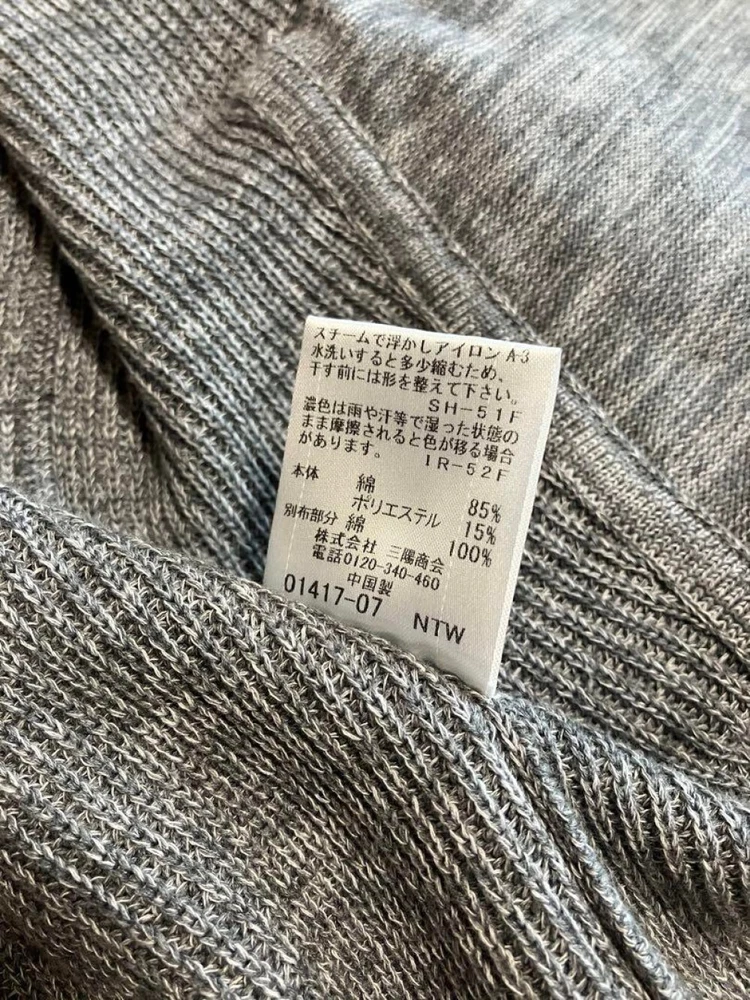 スチームで浮かしアイロン A-3
水洗いすると多少縮むため、
干す前には形を整えて下さい。
SH-51F
濃色は雨や汗等で湿った状態の
まま摩擦されると色が移る場合
があります。 IR-52F
本体 綿 85%
ポリエステル 15%
別布部分 綿 100%
株式会社 三陽商会
電話0120-340-460
中国製
01417-07 NTW